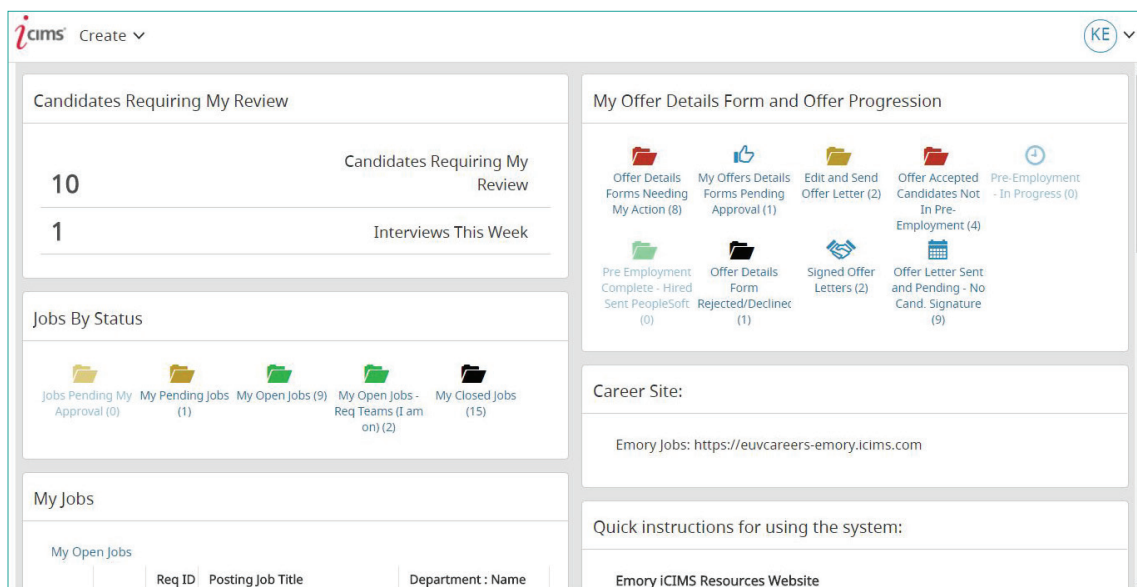 icims Create
KE
Candidates Requiring My Review
10
Candidates Requiring My
Review
1
Interviews This Week
Jobs By Status
Jobs Pending My
Approval (0)
My Pending Jobs
(1)
My Open Jobs (9)
My Open Jobs -
Req Teams (I am
on) (2)
My Closed Jobs
(15)
My Jobs
My Open Jobs
Req ID Posting Job Title Department : Name
My Offer Details Form and Offer Progression
Offer Details
Forms Needing
My Action (8)
My Offers Details
Forms Pending
Approval (1)
Edit and Send
Offer Letter (2)
Offer Accepted
Candidates Not
In Pre-
Employment (4)
Pre-Employment
- In Progress (0)
Pre Employment
Complete - Hired
Sent PeopleSoft
(0)
Offer Details
Form
Rejected/Declined
(1)
Signed Offer
Letters (2)
Offer Letter Sent
and Pending - No
Cand. Signature
(9)
Career Site:
Emory Jobs: https://euvcareers-emory.icims.com
Quick instructions for using the system:
Emory iCIMS Resources Website